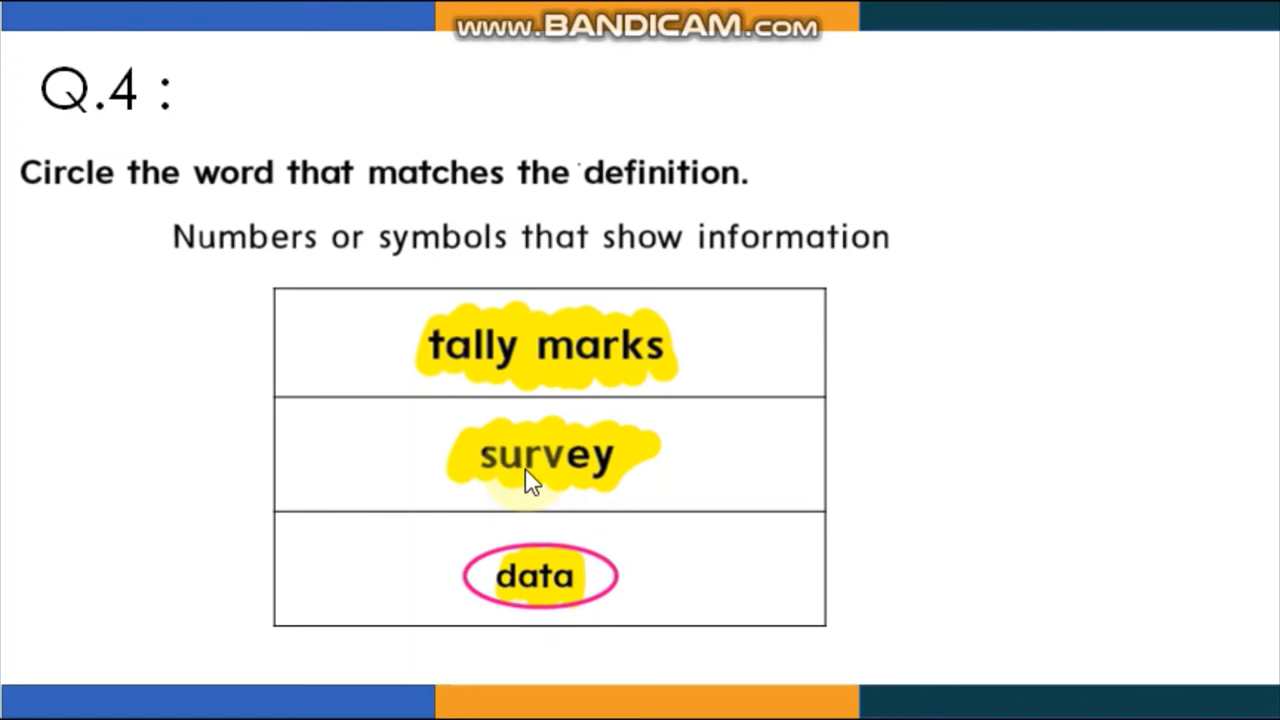 www.BANDICAM.com
Q.4 :
Circle the word that matches the definition.
Numbers or symbols that show information
tally marks
survey
data